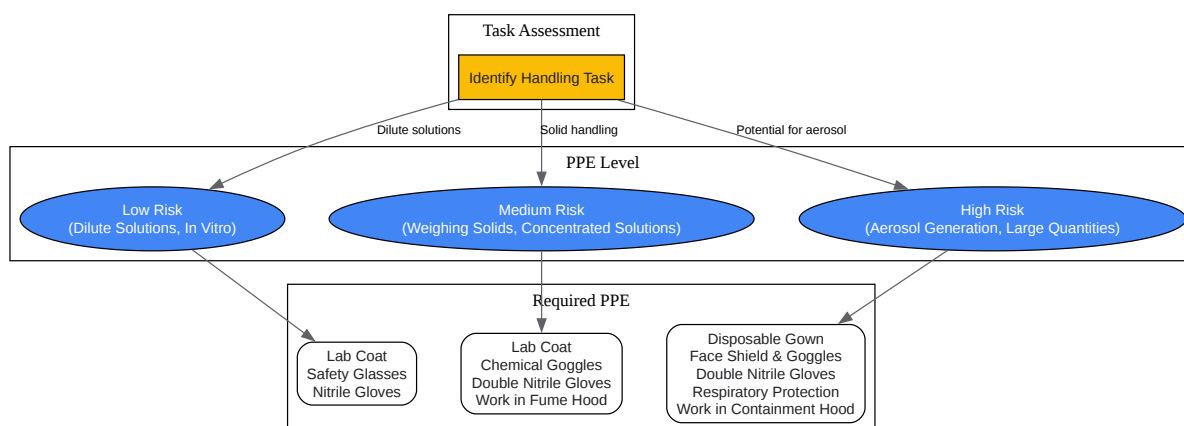 Task Assessment
Identify Handling Task
Dilute solutions
Solid handling
Potential for aerosol
PPE Level
Low Risk
(Dilute Solutions, In Vitro)
Medium Risk
(Weighing Solids, Concentrated Solutions)
High Risk
(Aerosol Generation, Large Quantities)
Required PPE
Lab Coat
Safety Glasses
Nitrile Gloves
Lab Coat
Chemical Goggles
Double Nitrile Gloves
Work in Fume Hood
Disposable Gown
Face Shield & Goggles
Double Nitrile Gloves
Respiratory Protection
Work in Containment Hood